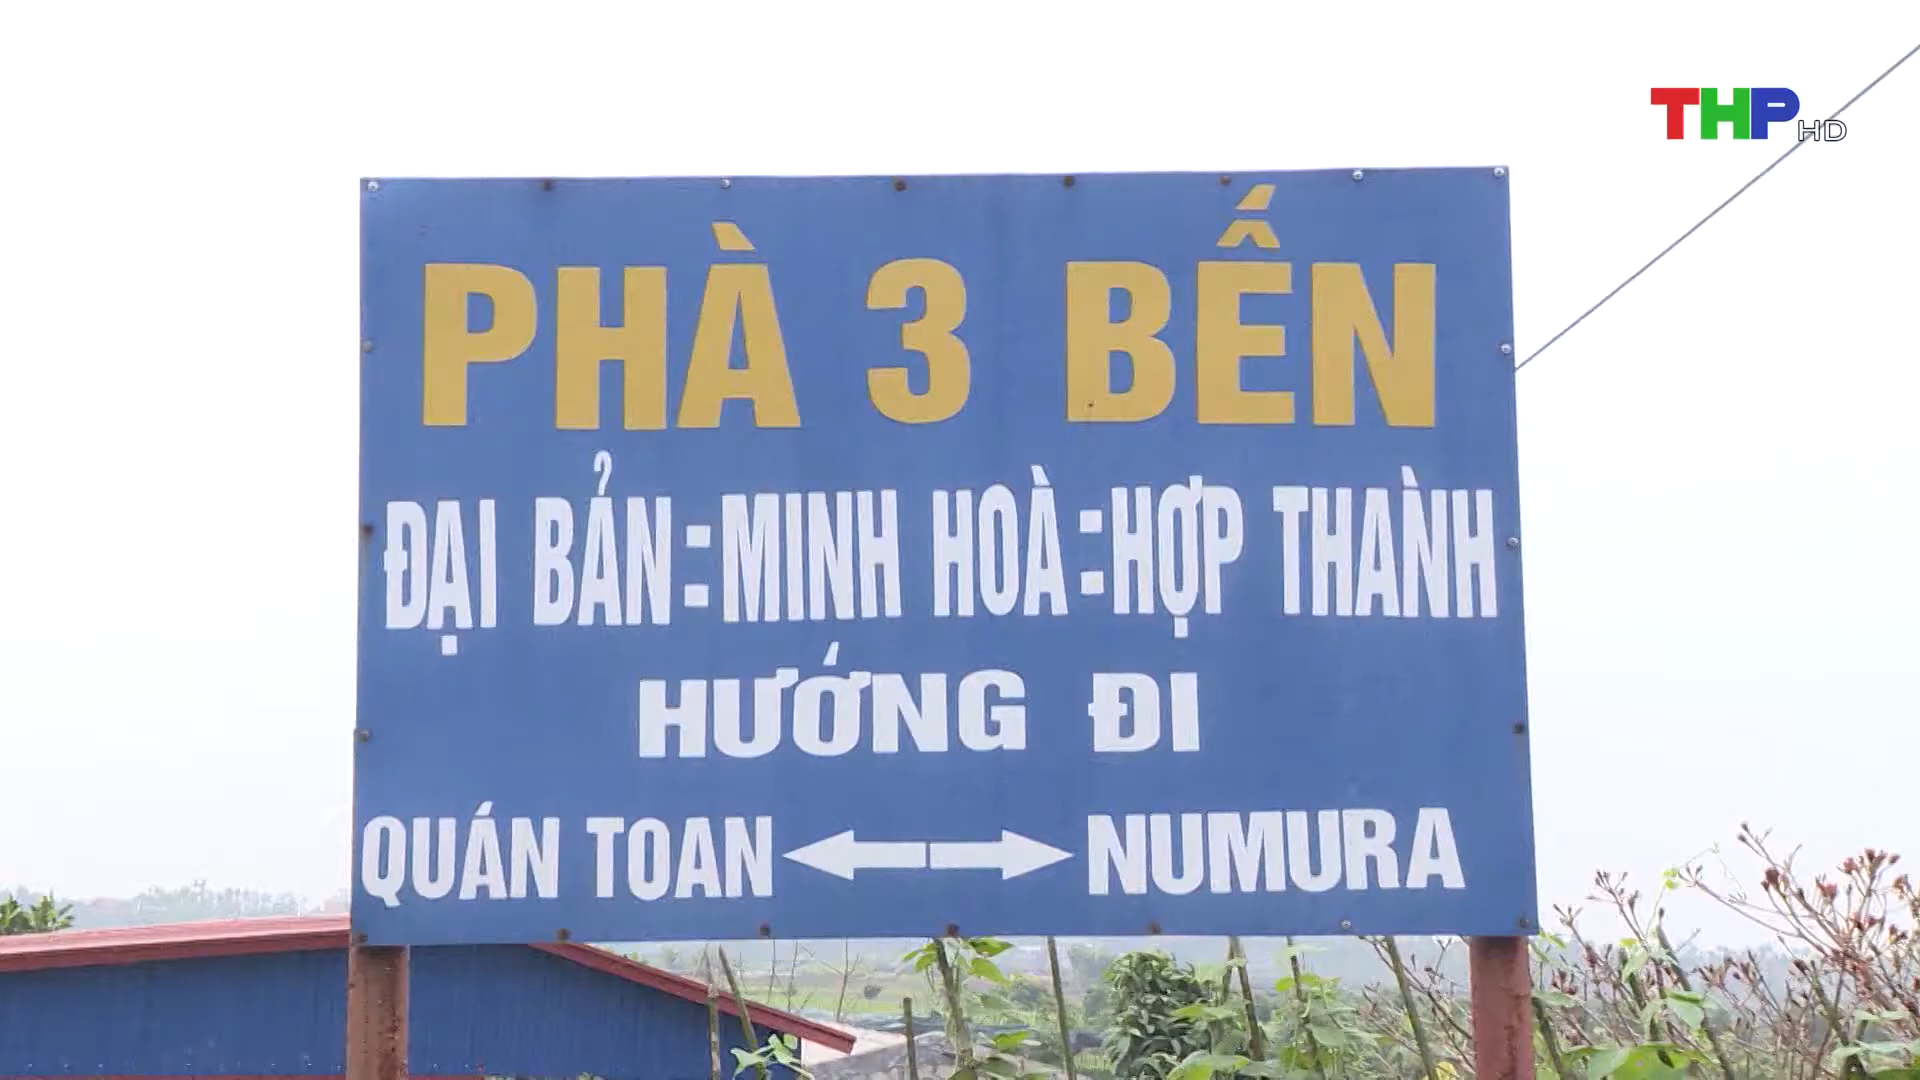 THP HD
PHÀ 3 BẾN
ĐẠI BẢN:MINH HOÀ:HỢP THÀNH
HƯỚNG ĐI
QUÁN TOAN NUMURA